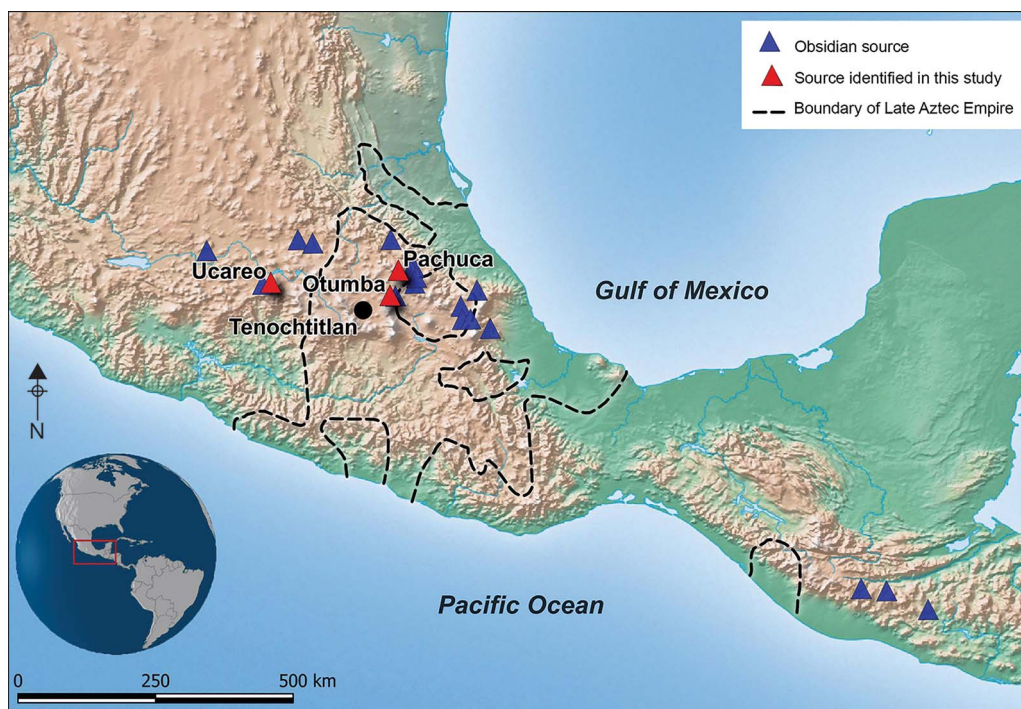 Obsidian source
Source identified in this study
Boundary of Late Aztec Empire
Pachuca
Ucareo
Otumba
Gulf of Mexico
Tenochtitlan
N
Pacific Ocean
0 250 500 km